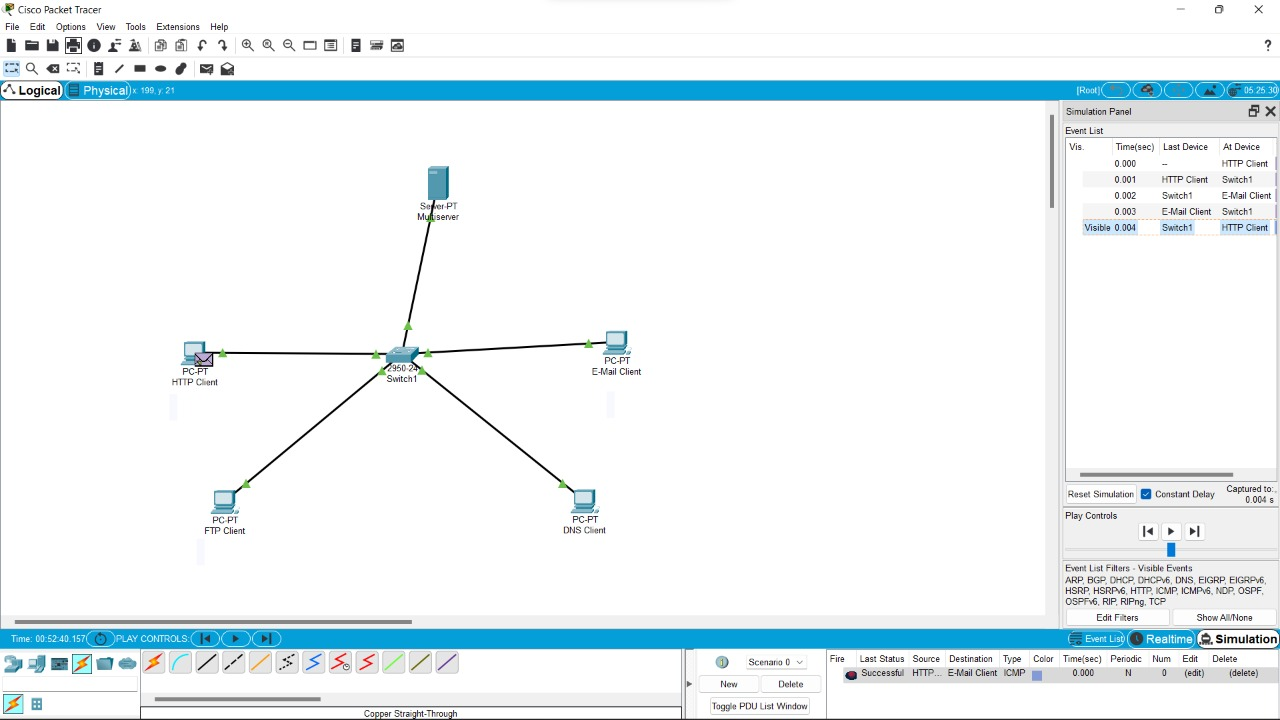 Cisco Packet Tracer
File Edit Options View Tools Extensions Help
?
Logical Physical x: 199, y: 21 [Root] 05:25:30
Simulation Panel
Event List
Vis. Time(sec) Last Device At Device
0.000 -- HTTP Client
0.001 HTTP Client Switch1
0.002 Switch1 E-Mail Client
0.003 E-Mail Client Switch1
Visible 0.004 Switch1 HTTP Client
Server-PT
Multiserver
2950-24
Switch1
PC-PT
HTTP Client
PC-PT
E-Mail Client
PC-PT
FTP Client
PC-PT
DNS Client
Reset Simulation Constant Delay Captured to:
0.004 s
Play Controls
Event List Filters - Visible Events
ARP, BGP, DHCP, DHCPv6, DNS, EIGRP, EIGRPv6,
HSRP, HSRPv6, HTTP, ICMP, ICMPv6, NDP, OSPF,
OSPFv6, RIP, RIPng, TCP
Edit Filters Show All/None
Time: 00:52:40.157 PLAY CONTROLS: Event List Realtime Simulation
Scenario 0
New Delete
Toggle PDU List Window
Fire Last Status Source Destination Type Color Time(sec) Periodic Num Edit Delete
Successful HTTP... E-Mail Client ICMP 0.000 N 0 (edit) (delete)
Copper Straight-Through